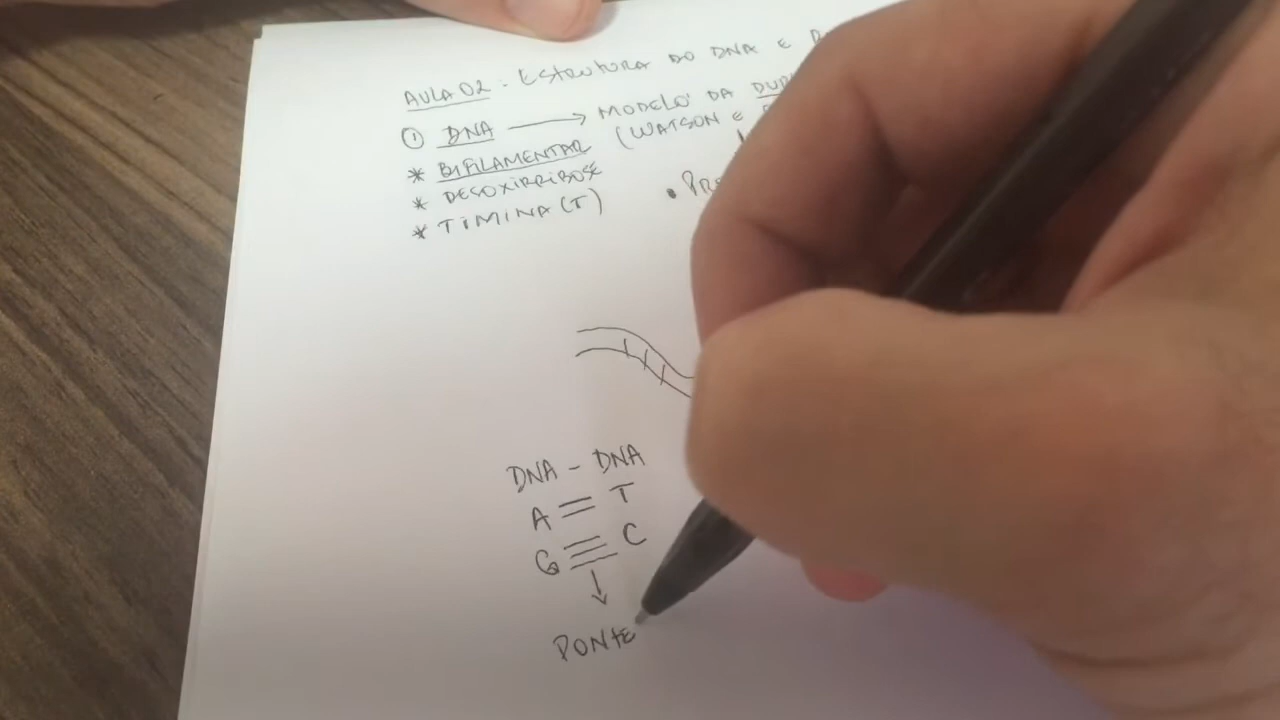 AULA 02: ESTRUTURA DO DNA E
① DNA → MODELO DA
(WATSON E
* BIFILAMENTAR
* DESOXIRRIBOSE
* TIMINA (T)
DNA - DNA
A = T
G ≡ C
↓
PONTE